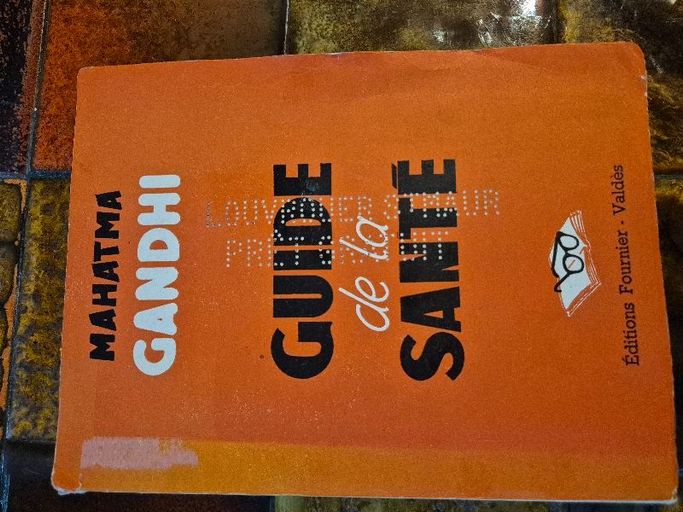 MAHATMA
GANDHI
GUIDE
de la
SANTÉ
Éditions Fournier - Valdès